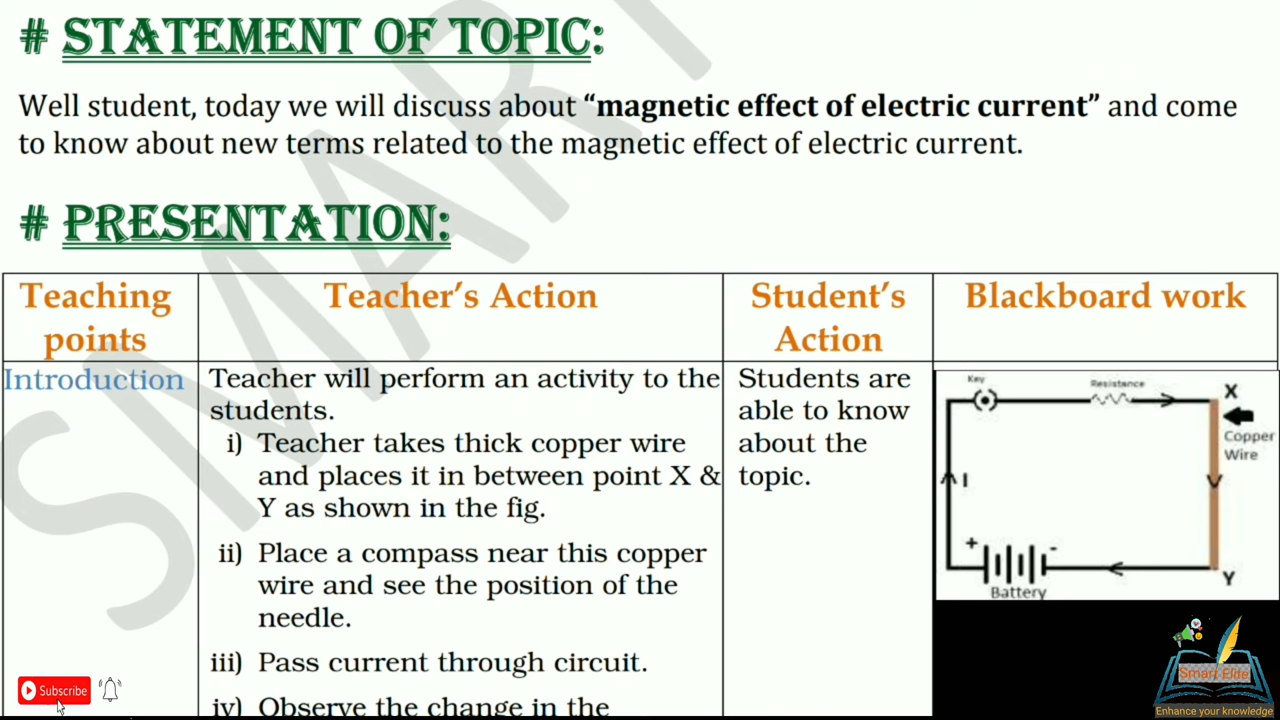 # STATEMENT OF TOPIC:
Well student, today we will discuss about “magnetic effect of electric current” and come
to know about new terms related to the magnetic effect of electric current.
# PRESENTATION:
Teaching
points
Teacher’s Action
Student’s
Action
Blackboard work
Introduction
Teacher will perform an activity to the
students.
i) Teacher takes thick copper wire
and places it in between point X &
Y as shown in the fig.
ii) Place a compass near this copper
wire and see the position of the
needle.
iii) Pass current through circuit.
iv) Observe the change in the
Students are
able to know
about the
topic.
Key
Resistance
X
Copper
Wire
I
+
-
Battery
Y
SMART
Subscribe
Smart Elite
Enhance your knowledge